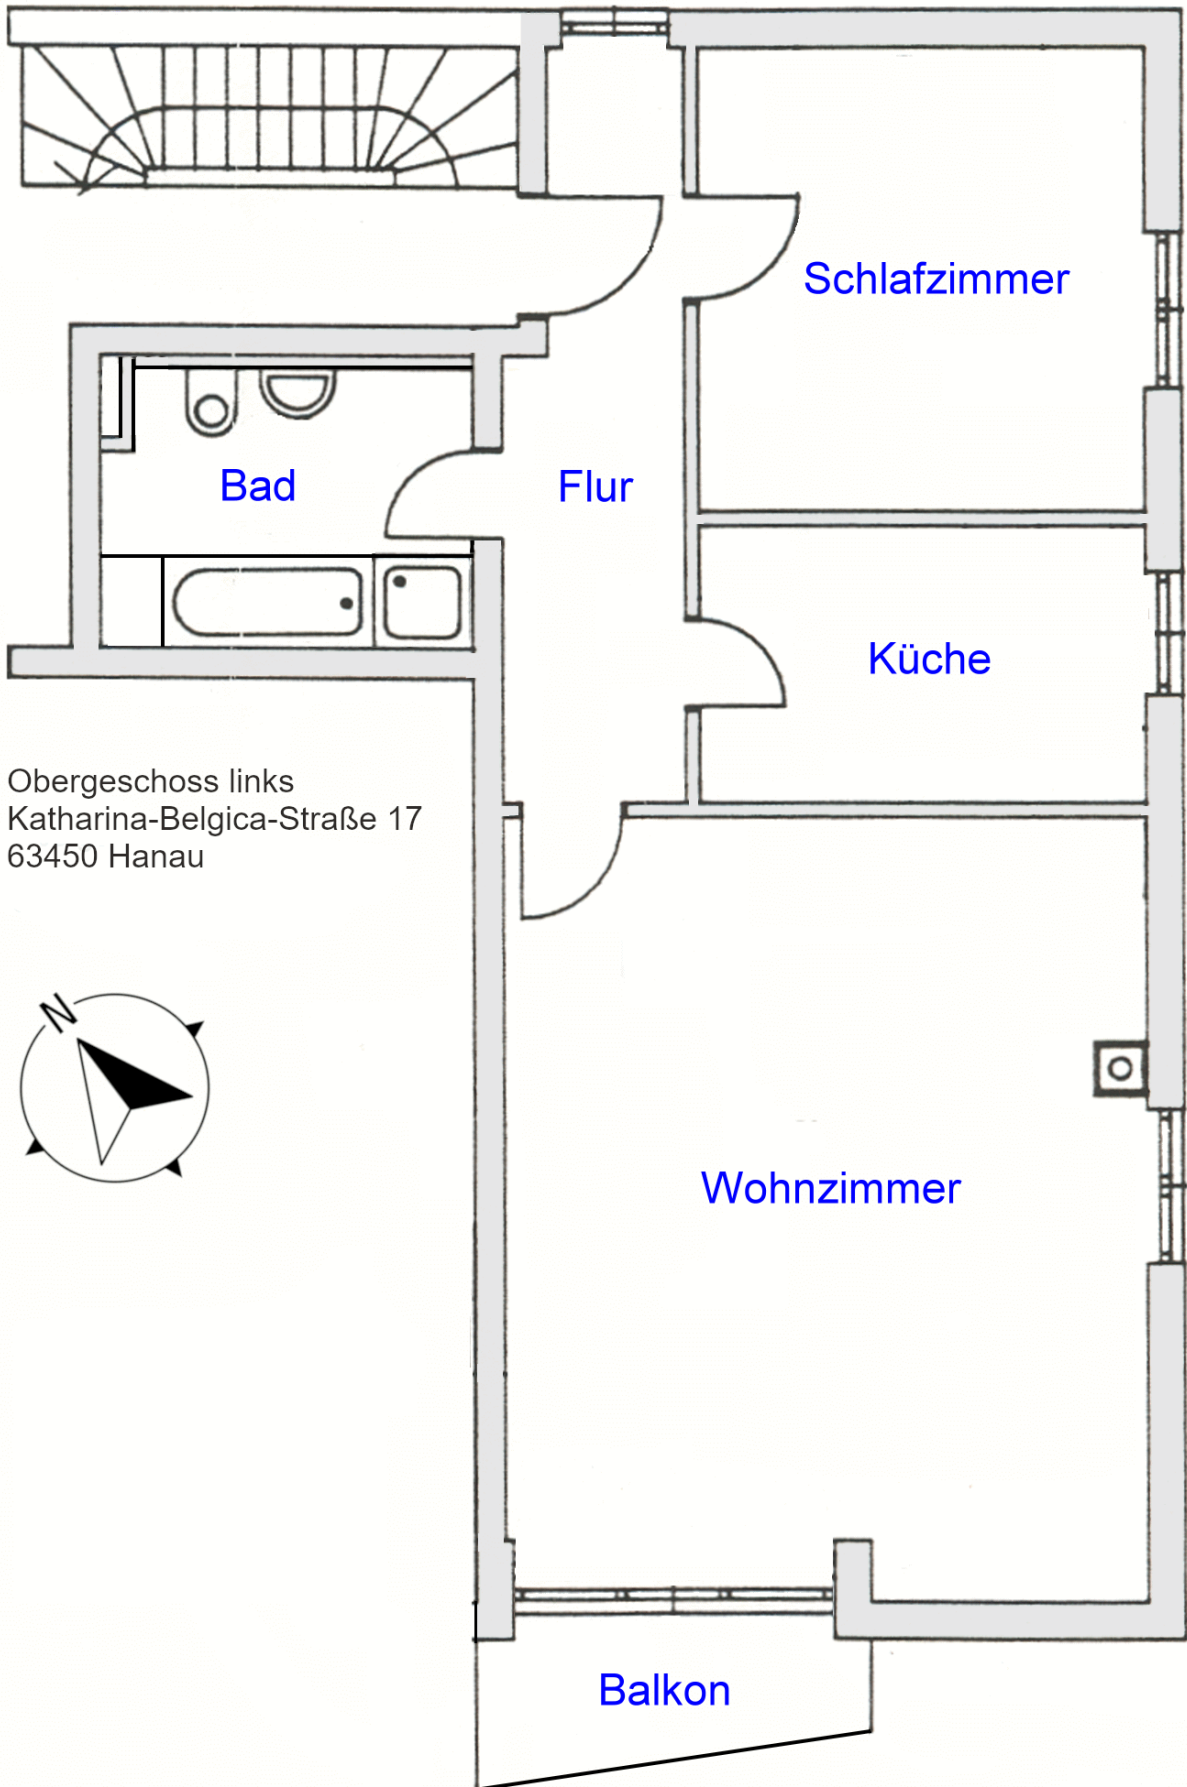 Schlafzimmer
Bad
Flur
Küche
Obergeschoss links
Katharina-Belgica-Straße 17
63450 Hanau
N
Wohnzimmer
Balkon